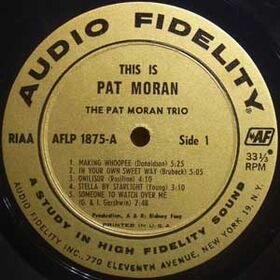 AUDIO FIDELITY®
THIS IS
PAT MORAN
THE PAT MORAN TRIO
RIAA
AFLP 1875-A
Side 1
AF
33⅓
RPM
1. MAKING WHOOPEE (Donaldson) 5:25
2. IN YOUR OWN SWEET WAY (Brubeck) 5:05
3. ONILISOR (Rosilino) 4:10
4. STELLA BY STARLIGHT (Young) 3:10
5. SOMEONE TO WATCH OVER ME
(G. & I. Gershwin) 2:48
Production, A & R: Sidney Frey
PRINTED IN U.S.A.
A STUDY IN HIGH FIDELITY SOUND
AUDIO FIDELITY INC., 770 ELEVENTH AVENUE, NEW YORK 19, N.Y.